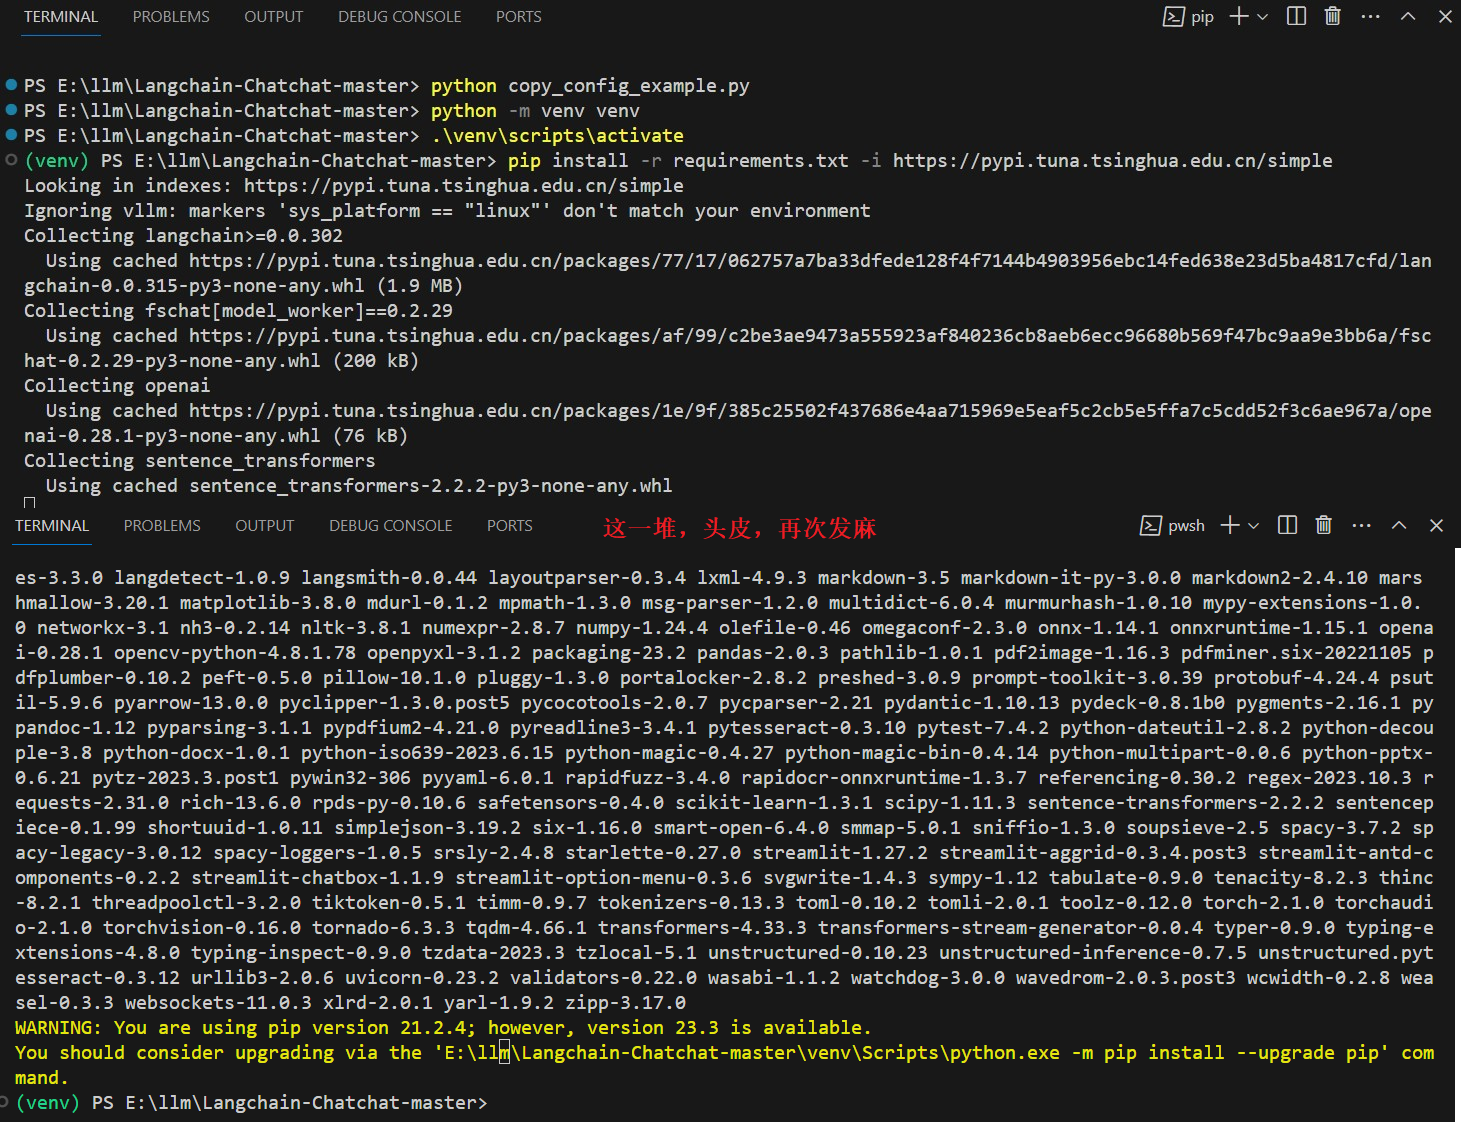 TERMINAL PROBLEMS OUTPUT DEBUG CONSOLE PORTS pip
PS E:\llm\Langchain-Chatchat-master> python copy_config_example.py
PS E:\llm\Langchain-Chatchat-master> python -m venv venv
PS E:\llm\Langchain-Chatchat-master> .\venv\scripts\activate
(venv) PS E:\llm\Langchain-Chatchat-master> pip install -r requirements.txt -i https://pypi.tuna.tsinghua.edu.cn/simple
Looking in indexes: https://pypi.tuna.tsinghua.edu.cn/simple
Ignoring vllm: markers 'sys_platform == "linux"' don't match your environment
Collecting langchain>=0.0.302
Using cached https://pypi.tuna.tsinghua.edu.cn/packages/77/17/062757a7ba33dfede128f4f7144b4903956ebc14fed638e23d5ba4817cfd/lan
gchain-0.0.315-py3-none-any.whl (1.9 MB)
Collecting fschat[model_worker]==0.2.29
Using cached https://pypi.tuna.tsinghua.edu.cn/packages/af/99/c2be3ae9473a555923af840236cb8aeb6ecc96680b569f47bc9aa9e3bb6a/fsc
hat-0.2.29-py3-none-any.whl (200 kB)
Collecting openai
Using cached https://pypi.tuna.tsinghua.edu.cn/packages/1e/9f/385c25502f437686e4aa715969e5eaf5c2cb5e5ffa7c5cdd52f3c6ae967a/ope
nai-0.28.1-py3-none-any.whl (76 kB)
Collecting sentence_transformers
Using cached sentence_transformers-2.2.2-py3-none-any.whl
TERMINAL PROBLEMS OUTPUT DEBUG CONSOLE PORTS 这一堆，头皮，再次发麻 pwsh
es-3.3.0 langdetect-1.0.9 langsmith-0.0.44 layoutparser-0.3.4 lxml-4.9.3 markdown-3.5 markdown-it-py-3.0.0 markdown2-2.4.10 mars
hmallow-3.20.1 matplotlib-3.8.0 mdurl-0.1.2 mpmath-1.3.0 msg-parser-1.2.0 multidict-6.0.4 murmurhash-1.0.10 mypy-extensions-1.0.
0 networkx-3.1 nh3-0.2.14 nltk-3.8.1 numexpr-2.8.7 numpy-1.24.4 olefile-0.46 omegaconf-2.3.0 onnx-1.14.1 onnxruntime-1.15.1 opena
i-0.28.1 opencv-python-4.8.1.78 openpyxl-3.1.2 packaging-23.2 pandas-2.0.3 pathlib-1.0.1 pdf2image-1.16.3 pdfminer.six-20221105 p
dfplumber-0.10.2 peft-0.5.0 pillow-10.1.0 pluggy-1.3.0 portalocker-2.8.2 preshed-3.0.9 prompt-toolkit-3.0.39 protobuf-4.24.4 psut
il-5.9.6 pyarrow-13.0.0 pyclipper-1.3.0.post5 pycocotools-2.0.7 pycparser-2.21 pydantic-1.10.13 pydeck-0.8.1b0 pygments-2.16.1 py
pandoc-1.12 pyparsing-3.1.1 pypdfium2-4.21.0 pyreadline3-3.4.1 pytesseract-0.3.10 pytest-7.4.2 python-dateutil-2.8.2 python-decou
ple-3.8 python-docx-1.0.1 python-iso639-2023.6.15 python-magic-0.4.27 python-magic-bin-0.4.14 python-multipart-0.0.6 python-pptx-
0.6.21 pytz-2023.3.post1 pywin32-306 pyyaml-6.0.1 rapidfuzz-3.4.0 rapidocr-onnxruntime-1.3.7 referencing-0.30.2 regex-2023.10.3 r
equests-2.31.0 rich-13.6.0 rpds-py-0.10.6 safetensors-0.4.0 scikit-learn-1.3.1 scipy-1.11.3 sentence-transformers-2.2.2 sentencep
iece-0.1.99 shortuuid-1.0.11 simplejson-3.19.2 six-1.16.0 smart-open-6.4.0 smmap-5.0.1 sniffio-1.3.0 soupsieve-2.5 spacy-3.7.2 sp
acy-legacy-3.0.12 spacy-loggers-1.0.5 srsly-2.4.8 starlette-0.27.0 streamlit-1.27.2 streamlit-aggrid-0.3.4.post3 streamlit-antd-c
omponents-0.2.2 streamlit-chatbox-1.1.9 streamlit-option-menu-0.3.6 svgwrite-1.4.3 sympy-1.12 tabulate-0.9.0 tenacity-8.2.3 thinc
-8.2.1 threadpoolctl-3.2.0 tiktoken-0.5.1 timm-0.9.7 tokenizers-0.13.3 toml-0.10.2 tomli-2.0.1 toolz-0.12.0 torch-2.1.0 torchaudi
o-2.1.0 torchvision-0.16.0 tornado-6.3.3 tqdm-4.66.1 transformers-4.33.3 transformers-stream-generator-0.0.4 typer-0.9.0 typing-e
xtensions-4.8.0 typing-inspect-0.9.0 tzdata-2023.3 tzlocal-5.1 unstructured-0.10.23 unstructured-inference-0.7.5 unstructured.pyt
esseract-0.3.12 urllib3-2.0.6 uvicorn-0.23.2 validators-0.22.0 wasabi-1.1.2 watchdog-3.0.0 wavedrom-2.0.3.post3 wcwidth-0.2.8 wea
sel-0.3.3 websockets-11.0.3 xlrd-2.0.1 yarl-1.9.2 zipp-3.17.0
WARNING: You are using pip version 21.2.4; however, version 23.3 is available.
You should consider upgrading via the 'E:\llm\Langchain-Chatchat-master\venv\Scripts\python.exe -m pip install --upgrade pip' com
mand.
(venv) PS E:\llm\Langchain-Chatchat-master>